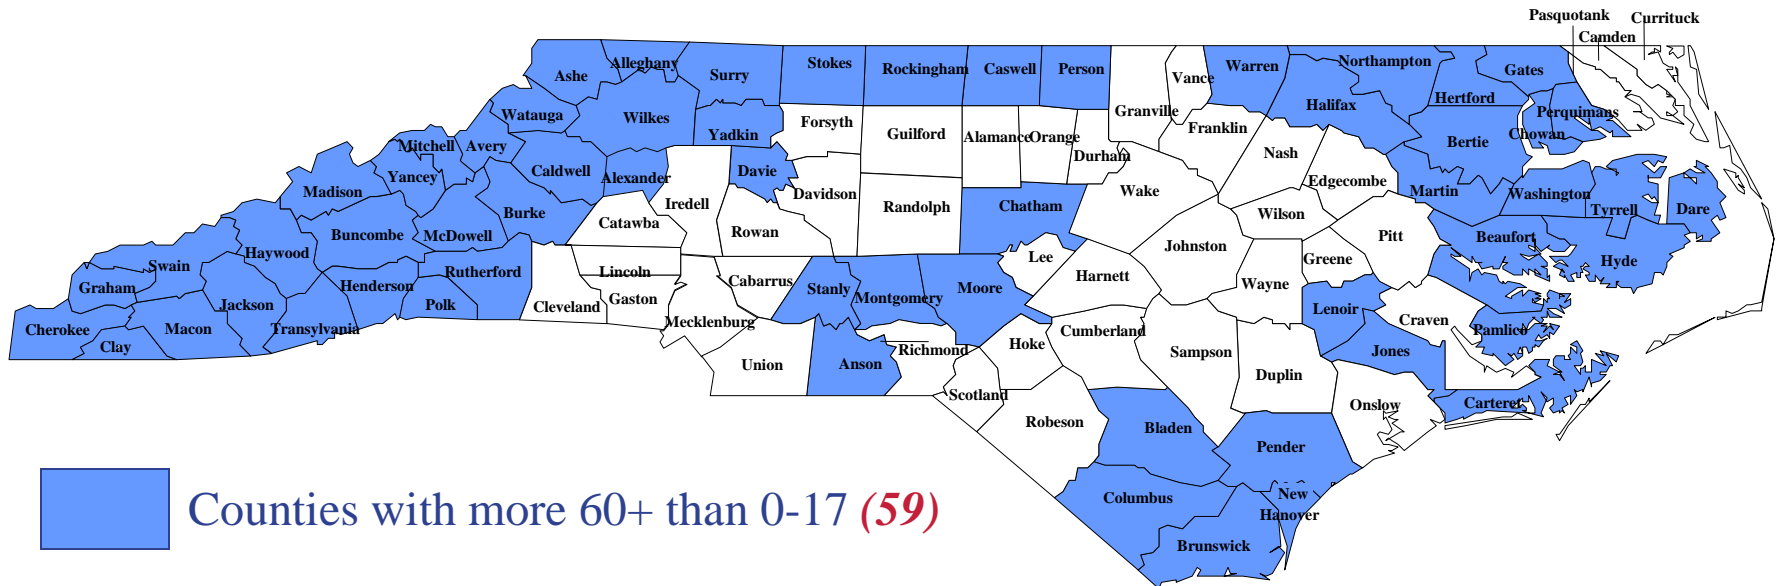 Pasquotank
Currituck
Camden
Ashe
Alleghany
Surry
Stokes
Rockingham
Caswell
Person
Granville
Vance
Warren
Northampton
Gates
Hertford
Halifax
Perquimans
Chowan
Bertie
Watauga
Wilkes
Yadkin
Forsyth
Guilford
Alamance
Orange
Durham
Franklin
Nash
Edgecombe
Martin
Washington
Tyrrell
Dare
Mitchell
Avery
Yancey
Caldwell
Alexander
Davie
Madison
Iredell
Davidson
Randolph
Chatham
Wake
Wilson
Pitt
Beaufort
Hyde
Buncombe
McDowell
Burke
Catawba
Rowan
Johnston
Greene
Lee
Harnett
Wayne
Haywood
Swain
Graham
Jackson
Henderson
Rutherford
Polk
Lincoln
Gaston
Cleveland
Cabarrus
Stanly
Montgomery
Moore
Lenoir
Craven
Pamlico
Cherokee
Clay
Macon
Transylvania
Mecklenburg
Union
Anson
Richmond
Hoke
Cumberland
Sampson
Duplin
Jones
Scotland
Robeson
Bladen
Onslow
Carteret
Pender
Columbus
New
Hanover
Brunswick
Counties with more 60+ than 0-17 (59)